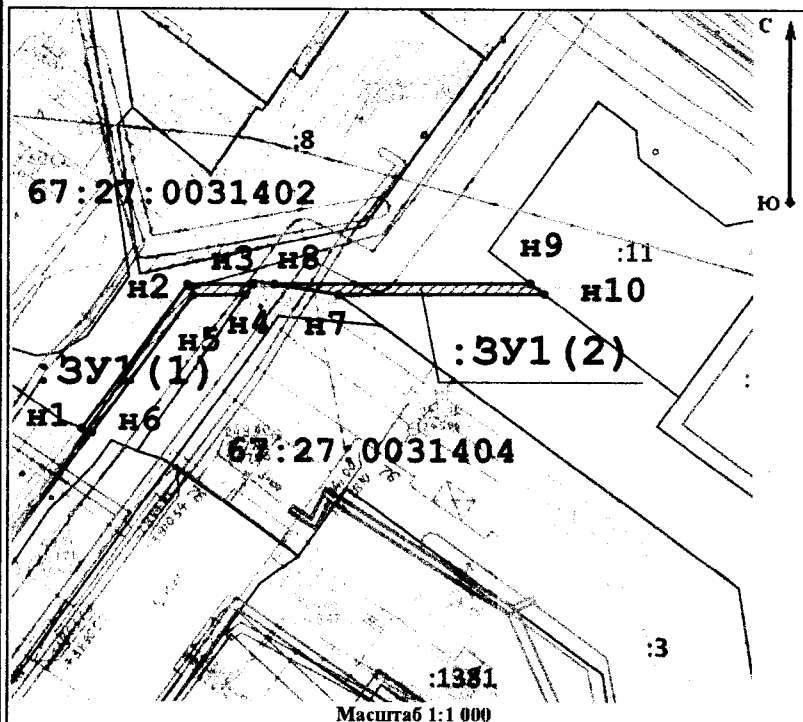 С
:8
67:27:0031402
Ю
н3 н8 н9
:11
н2 н10
н4 н7
н5
:ЗУ1(2)
:ЗУ1(1)
н1 н6
67:27:0031404
:3
:1381
Масштаб 1:1 000